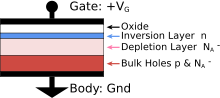 Gate: +VG
Oxide
Inversion Layer n
Depletion Layer NA -
Bulk Holes p & NA -
Body: Gnd